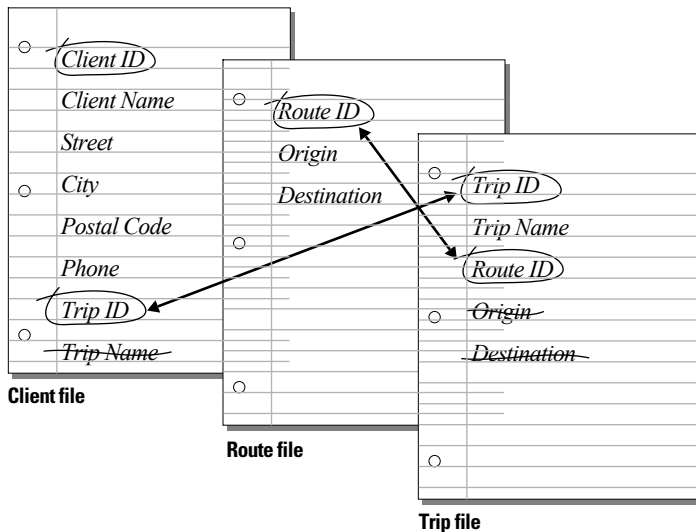 Client ID
Client Name
Street
City
Postal Code
Phone
Trip ID
Trip Name
Client file
Route ID
Origin
Destination
Route file
Trip ID
Trip Name
Route ID
Origin
Destination
Trip file